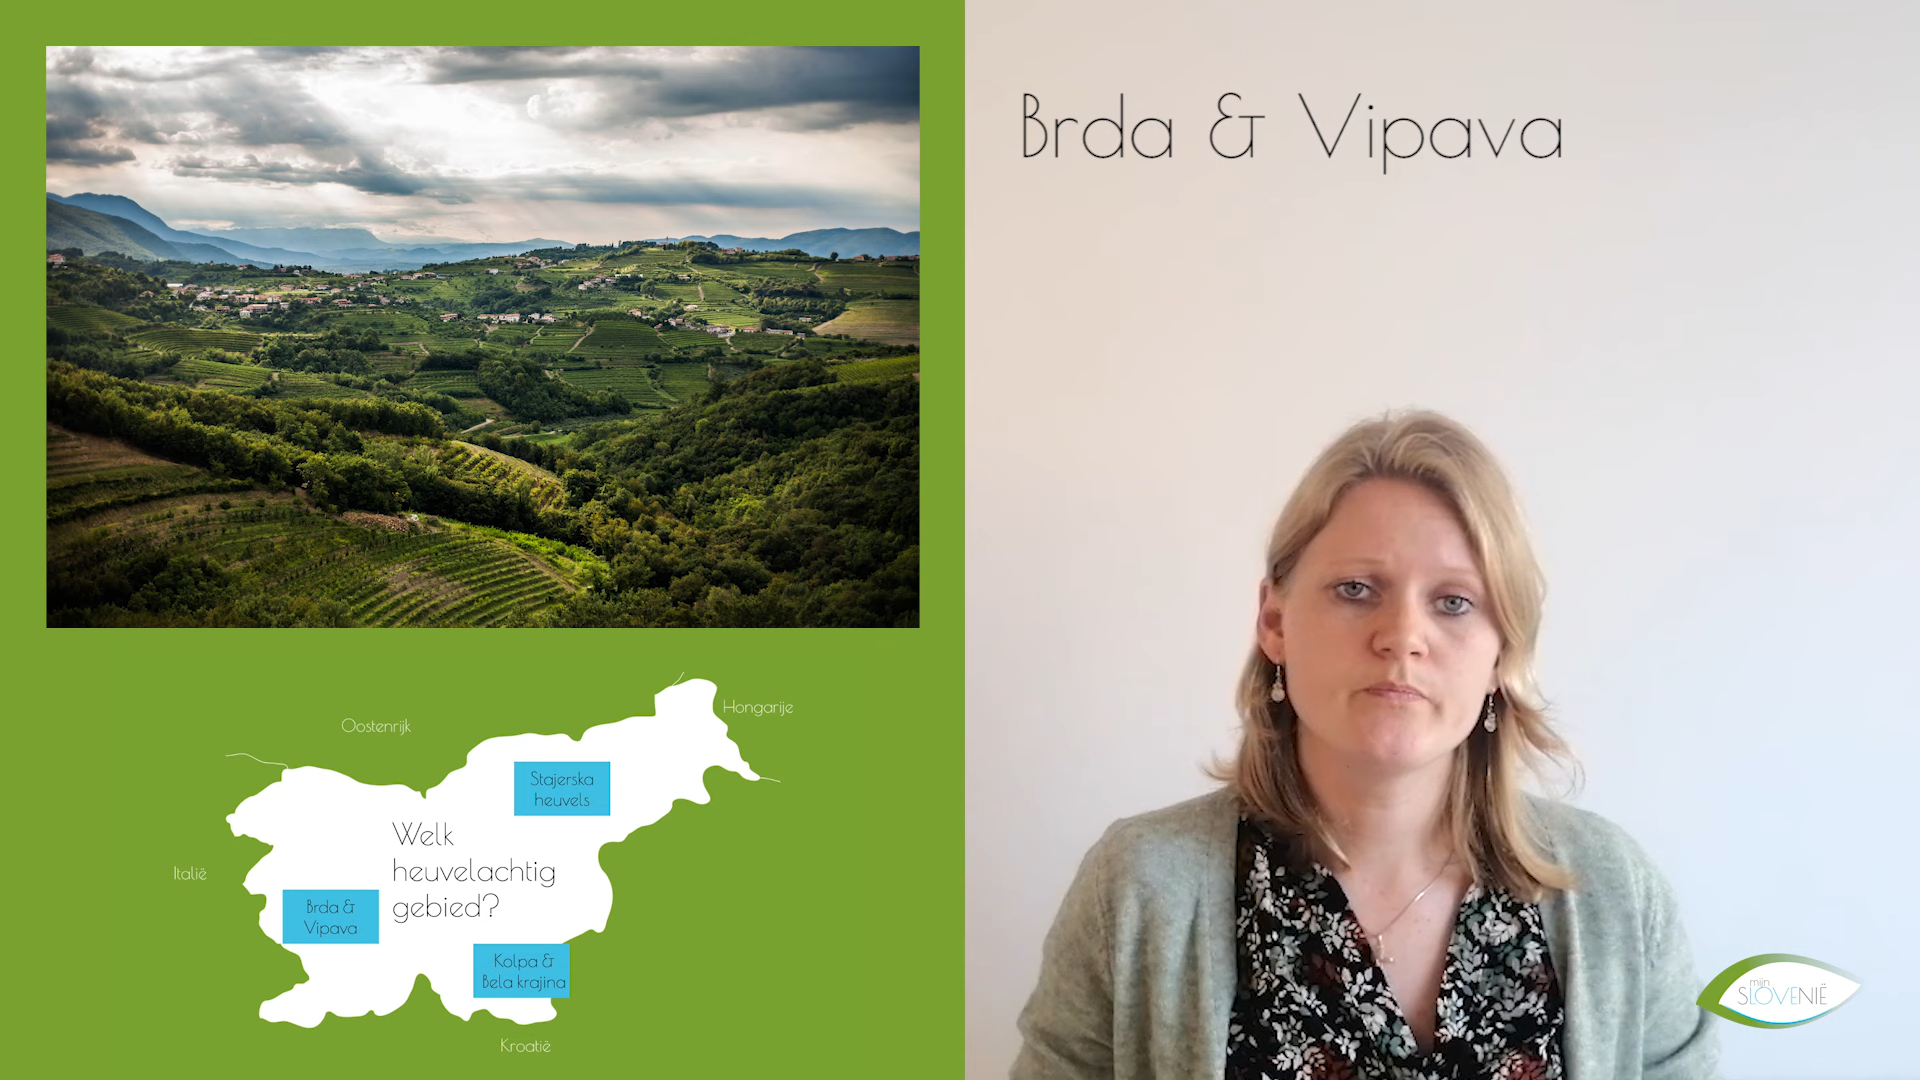 Brda & Vipava
Oostenrijk
Hongarije
Stajerska
heuvels
Welk
heuvelachtig
gebied?
Italië
Brda &
Vipava
Kolpa &
Bela krajina
Kroatië
mijn
SLOVENIË